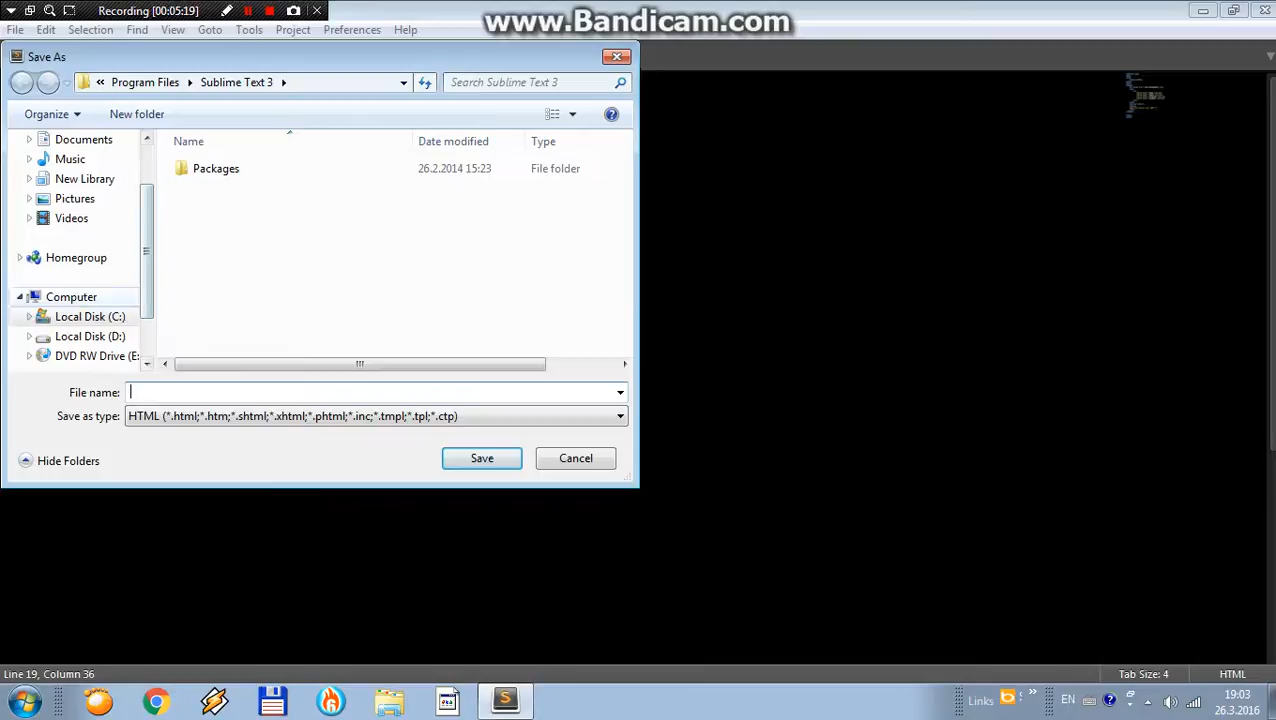 Recording [00:05:19]
www.Bandicam.com
File Edit Selection Find View Goto Tools Project Preferences Help
Save As
« Program Files Sublime Text 3
Search Sublime Text 3
Organize New folder
Name Date modified Type
Documents
Music
New Library
Pictures
Videos
Homegroup
Computer
Local Disk (C:)
Local Disk (D:)
DVD RW Drive (E:
Packages 26.2.2014 15:23 File folder
File name:
Save as type: HTML (*.html;*.htm;*.shtml;*.xhtml;*.phtml;*.inc;*.tmpl;*.tpl;*.ctp)
Hide Folders
Save Cancel
Line 19, Column 36
Tab Size: 4 HTML
Links EN
19:03
26.3.2016